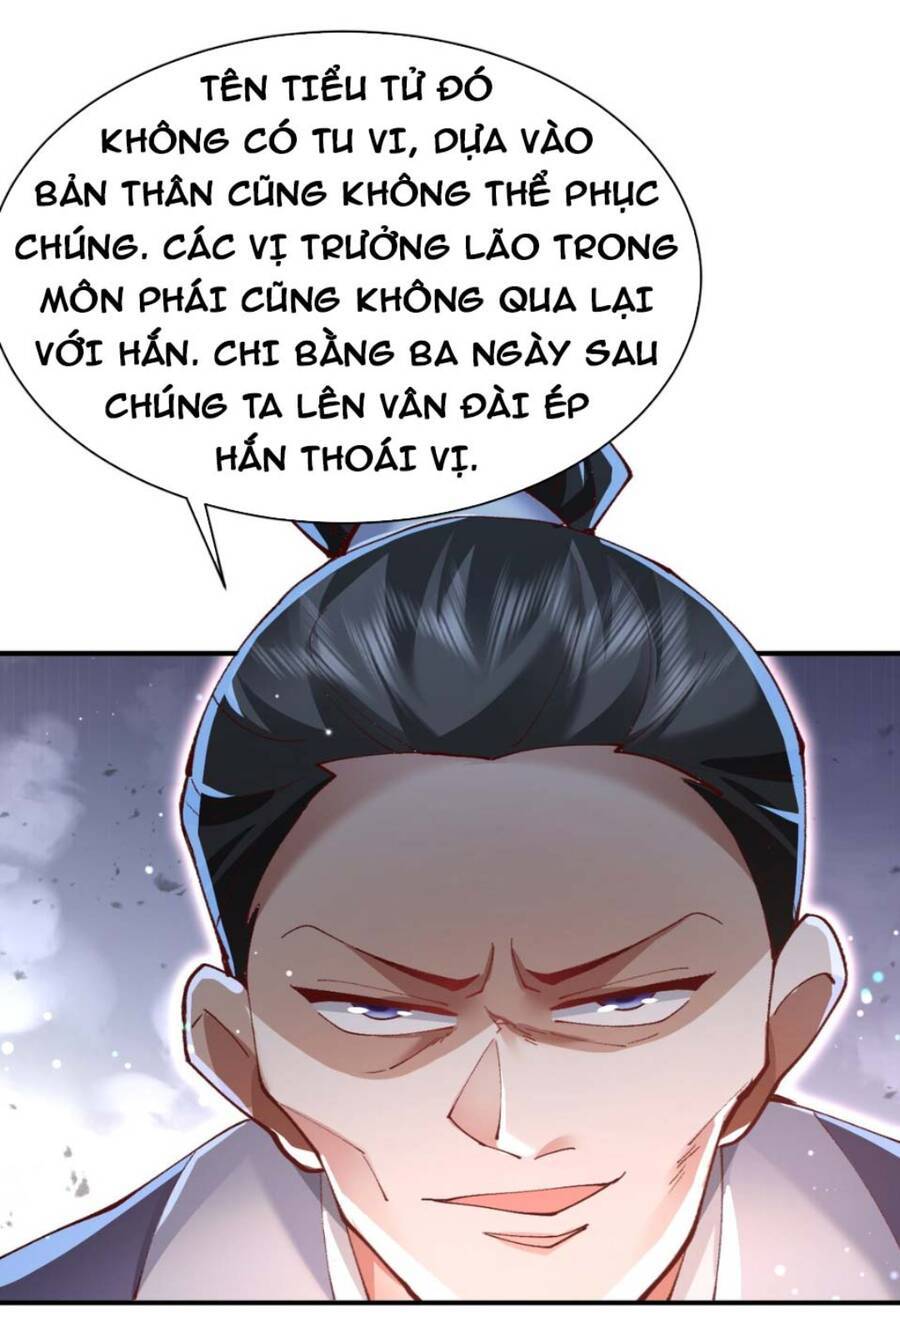 TÊN TIỂU TỬ ĐÓ
KHÔNG CÓ TU VI, DỰA VÀO
BẢN THÂN CŨNG KHÔNG THỂ PHỤC
CHÚNG. CÁC VỊ TRƯỞNG LÃO TRONG
MÔN PHÁI CŨNG KHÔNG QUA LẠI
VỚI HẮN. CHI BẰNG BA NGÀY SAU
CHÚNG TA LÊN VÂN ĐÀI ÉP
HẮN THOÁI VỊ.